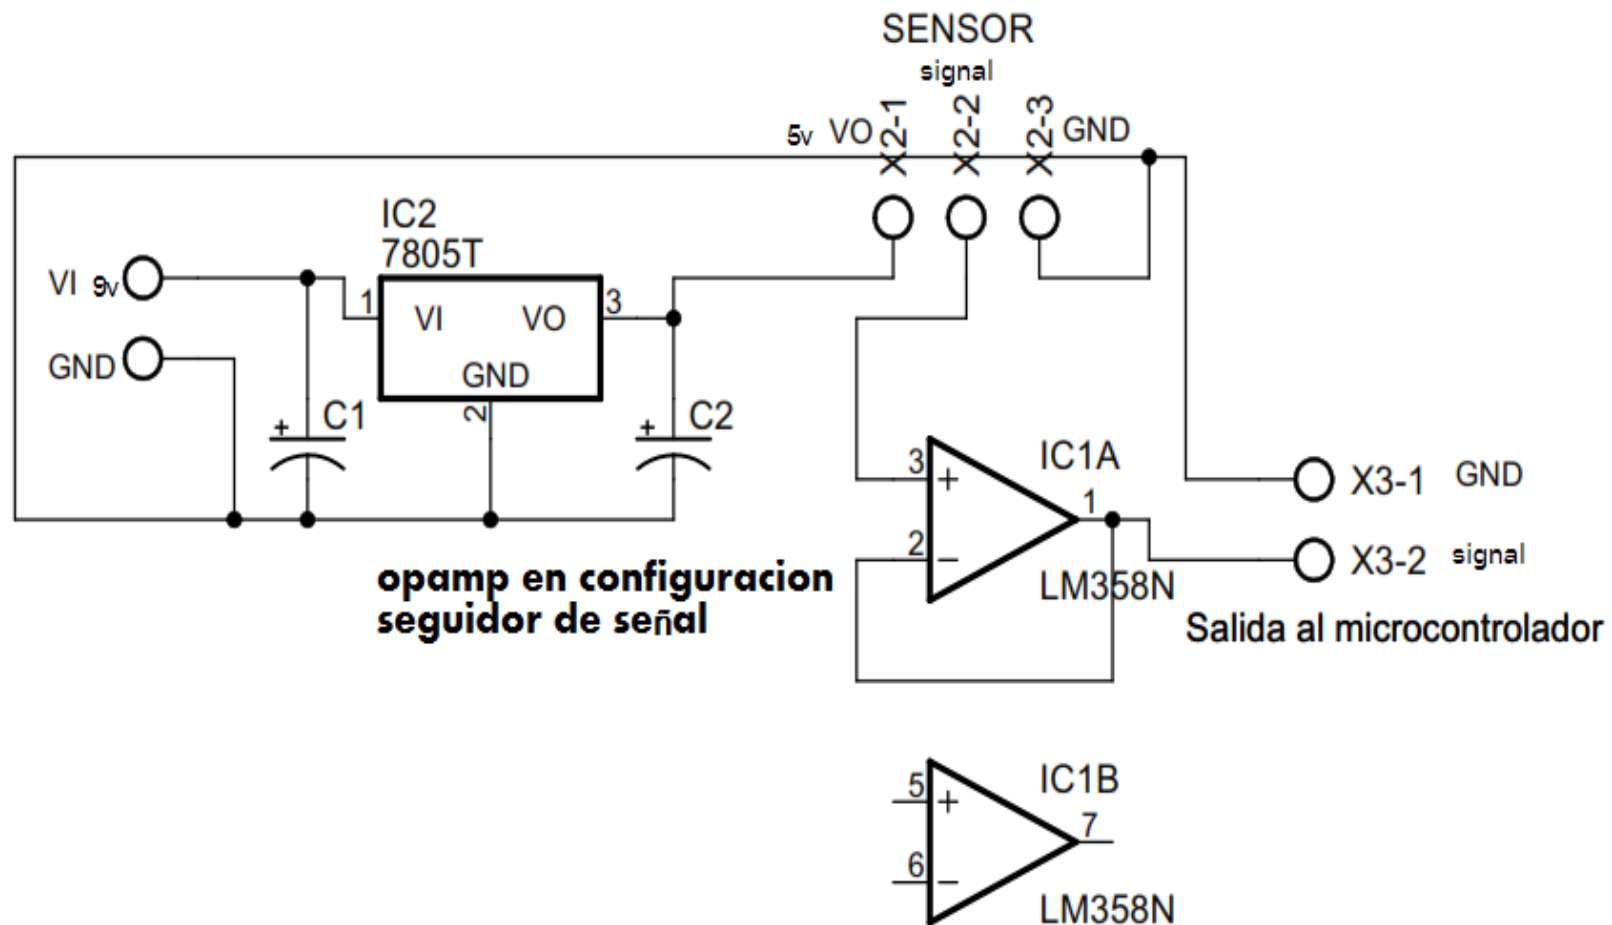 SENSOR
signal
5v VO X2-1 X2-2 X2-3 GND
IC2
7805T
VI 9v
1 VI VO 3
GND
GND
2
+ C1
+ C2
3 + IC1A
1
2 −
LM358N
X3-1 GND
X3-2 signal
opamp en configuracion
seguidor de señal
Salida al microcontrolador
5 + IC1B
7
6 −
LM358N